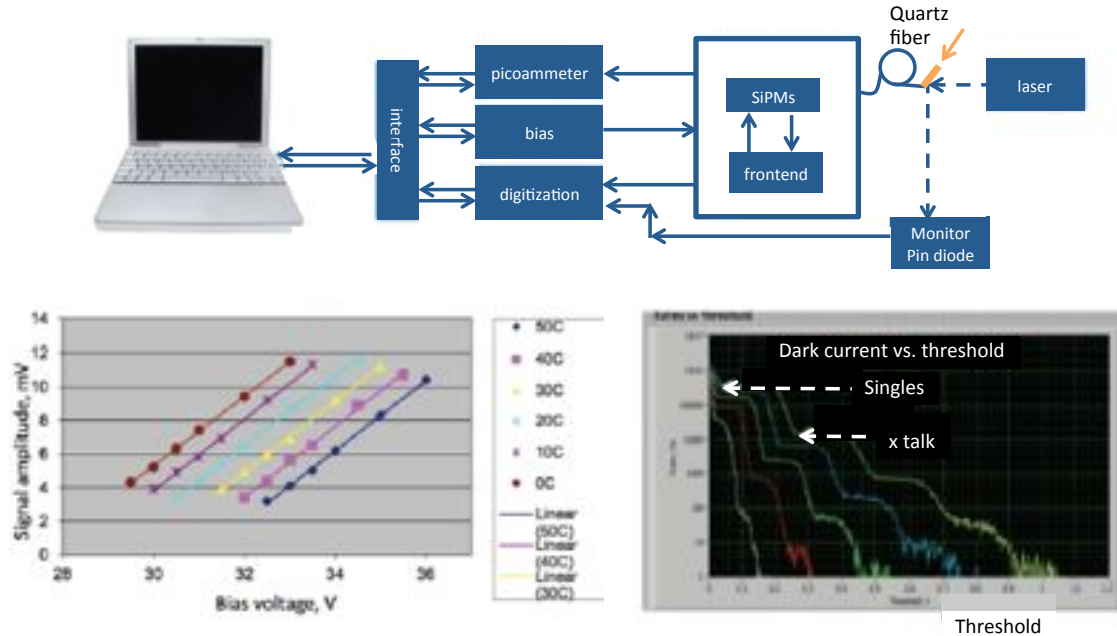 Quartz
fiber
picoammeter
SiPMs
laser
interface
bias
frontend
digitization
Monitor
Pin diode
14
12
10
8
6
4
2
0
28
30
32
34
36
Signal amplitude, mV
Bias voltage, V
50C
40C
30C
20C
10C
0C
Linear
(50C)
Linear
(40C)
Linear
(30C)
Dark current vs. threshold
Singles
x talk
Threshold